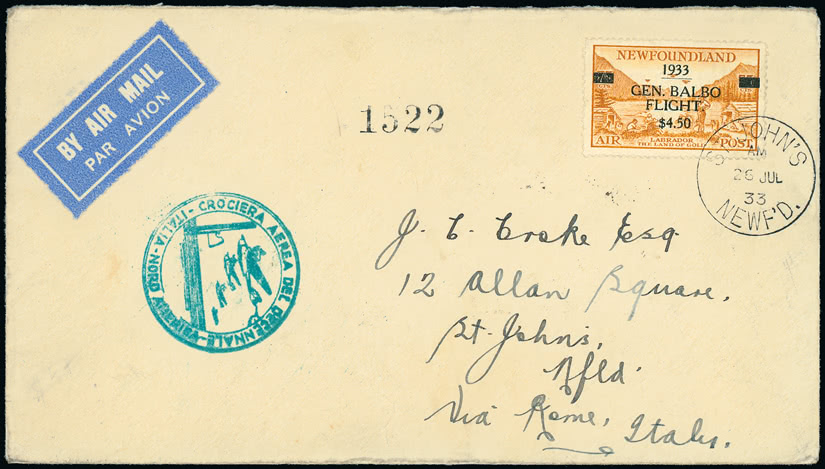 BY AIR MAIL
PAR AVION
1522
NEWFOUNDLAND
1933
GEN. BALBO
FLIGHT
$4.50
LABRADOR
AIR POST
THE LAND OF GOLD
ST. JOHN'S
AM
26 JUL
33
NEWF'D.
CROCIERA AEREA DEL DECENNALE - ITALIA - NORD AMERICA -
J. C. Croke Esq
12 Allan Square,
St. Johns,
Nfld.
Via Rome, Italy.